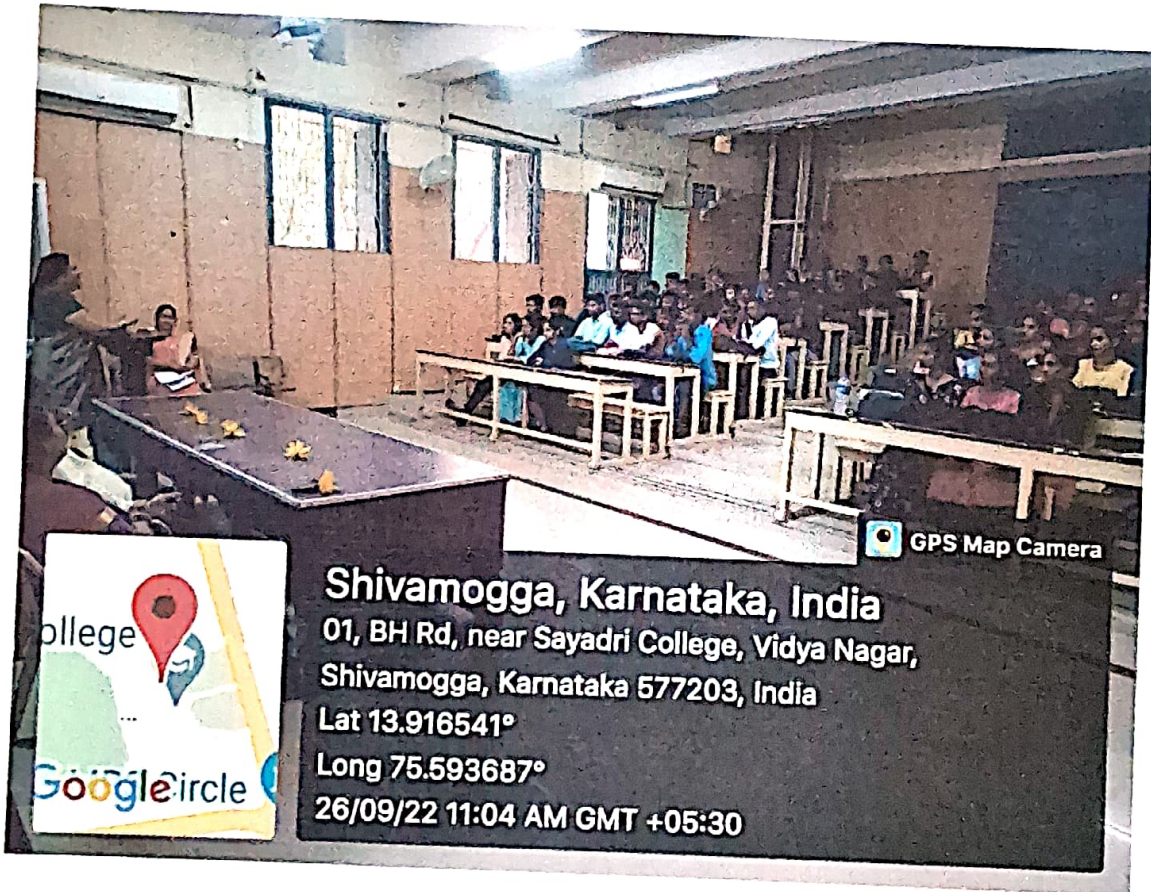 GPS Map Camera
Shivamogga, Karnataka, India
01, BH Rd, near Sayadri College, Vidya Nagar,
Shivamogga, Karnataka 577203, India
Lat 13.916541°
Long 75.593687°
26/09/22 11:04 AM GMT +05:30
ollege
Google
ircle